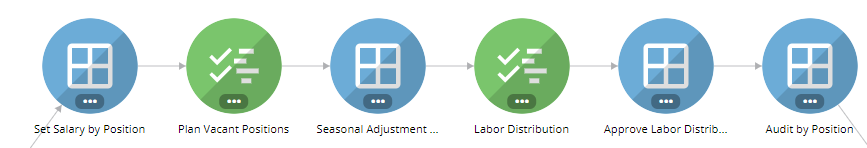 Set Salary by Position
Plan Vacant Positions
Seasonal Adjustment ...
Labor Distribution
Approve Labor Distrib...
Audit by Position